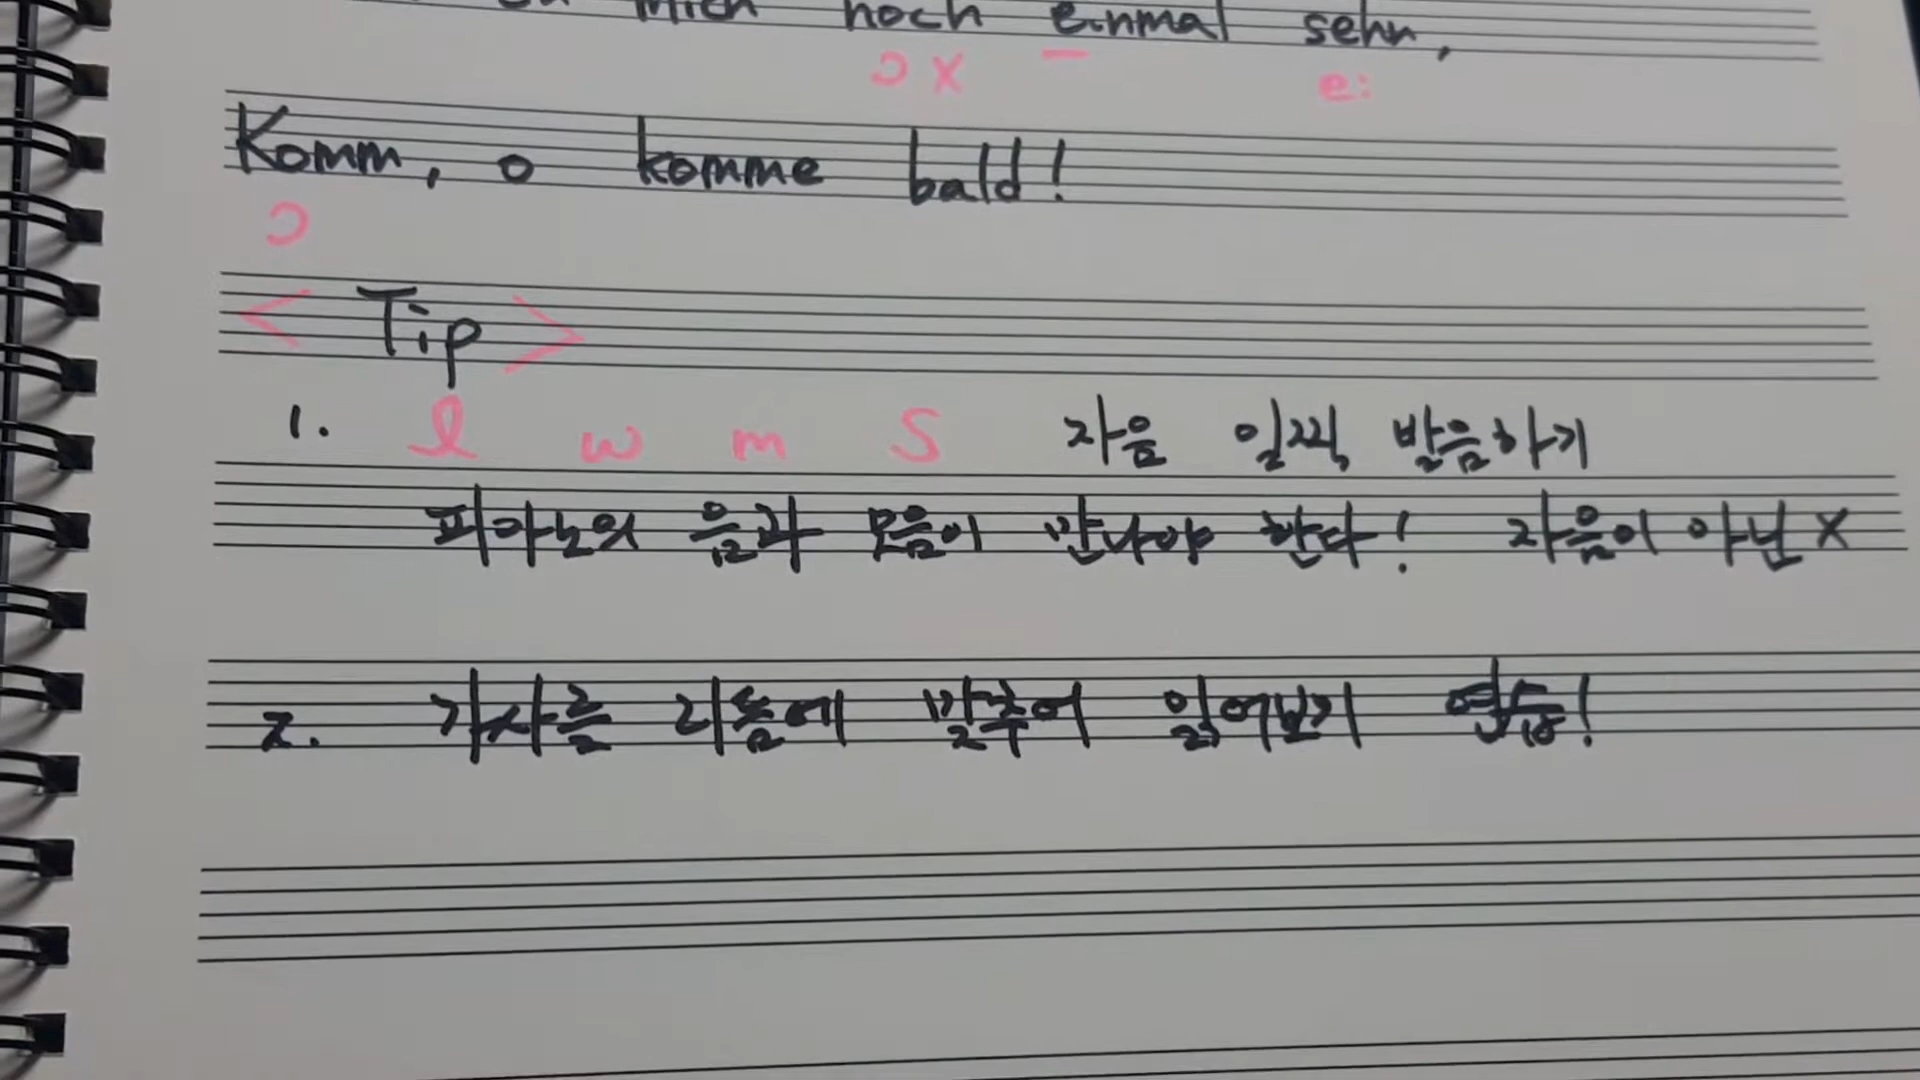 mich noch einmal sehn,
ɔ x – e:
Komm, o komme bald!
ɔ
< Tip >
1. l w m s 자음 일찍 발음하기
피아노의 음과 모음이 만나야 한다! 자음이 아닌 X
2. 가사를 리듬에 맞추어 읽어보기 연습!